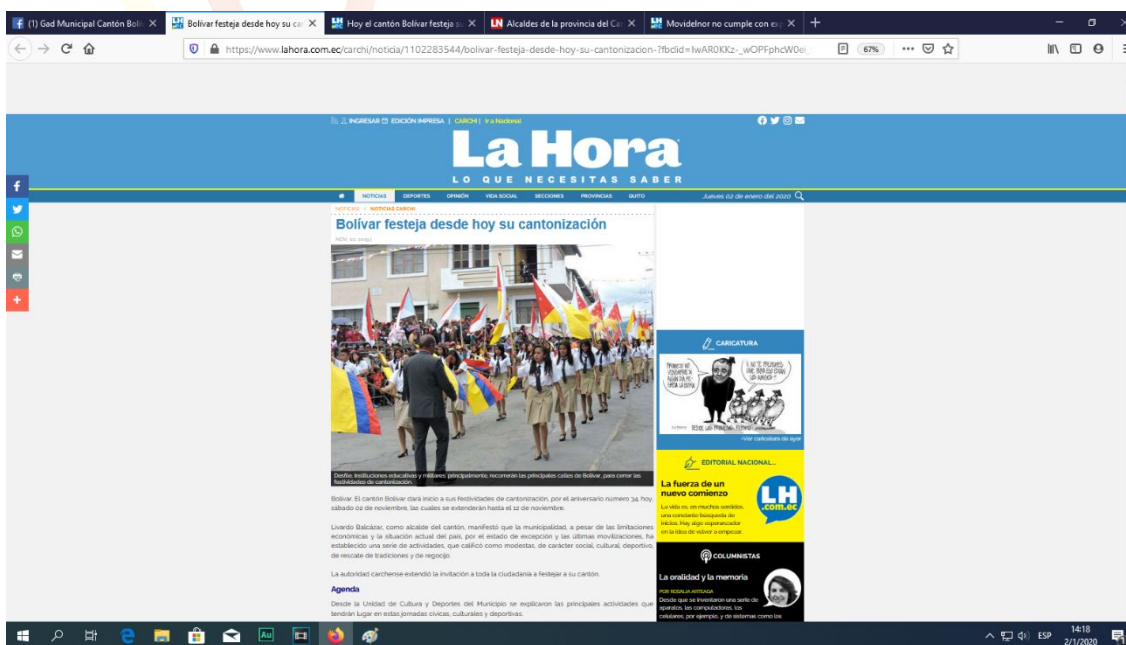 (1) Gad Municipal Cantón Boli
Bolívar festeja desde hoy su ca
Hoy el cantón Bolívar festeja su
Alcaldes de la provincia del Ca
Movidelnor no cumple con exp
https://www.lahora.com.ec/carchi/noticia/1102283544/bolivar-festeja-desde-hoy-su-cantonizacion-?fbclid=IwAR0KKz-_wOPFphcW0ei
67%
INGRESAR EDICIÓN IMPRESA | CARCHI | Ir a Nacional
La Hora
LO QUE NECESITAS SABER
NOTICIAS DEPORTES OPINIÓN VIDA SOCIAL SECCIONES PROVINCIAS QUITO Jueves 02 de enero del 2020
NOTICIAS / NOTICIAS CARCHI
Bolívar festeja desde hoy su cantonización
Desfile. Instituciones educativas y militares, principalmente, recorrerán las principales calles de Bolívar, para cerrar las
festividades de cantonización.
Bolívar. El cantón Bolívar dará inicio a sus festividades de cantonización, por el aniversario número 34, hoy,
sábado 02 de noviembre, las cuales se extenderán hasta el 12 de noviembre.
Livardo Balcázar, como alcalde del cantón, manifestó que la municipalidad, a pesar de las limitaciones
económicas y la situación actual del país, por el estado de excepción y las últimas movilizaciones, ha
establecido una serie de actividades, que calificó como modestas, de carácter social, cultural, deportivo,
de rescate de tradiciones y de regocijo.
La autoridad carchense extendió la invitación a toda la ciudadanía a festejar a su cantón.
Agenda
Desde la Unidad de Cultura y Deportes del Municipio se explicaron las principales actividades que
tendrán lugar en estas jornadas cívicas, culturales y deportivas.
CARICATURA
+Ver caricatura de ayer
EDITORIAL NACIONAL...
La fuerza de un
nuevo comienzo
La vida es, en muchos sentidos,
una constante búsqueda de
inicios. Hay algo esperanzador
en la idea de volver a empezar.
LH
.com.ec
COLUMNISTAS
La oralidad y la memoria
POR ROSALÍA ARTEAGA
Desde que se inventaron una serie de
aparatos, las computadoras, los
celulares, por ejemplo, y de sistemas como los
ESP
14:18
2/1/2020